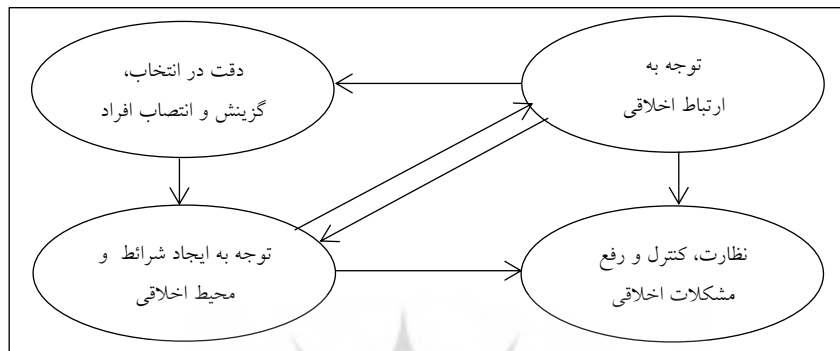 توجه به
ارتباط اخلاقی
دقت در انتخاب،
گزینش و انتصاب افراد
نظارت، کنترل و رفع
مشکلات اخلاقی
توجه به ایجاد شرائط و
محیط اخلاقی